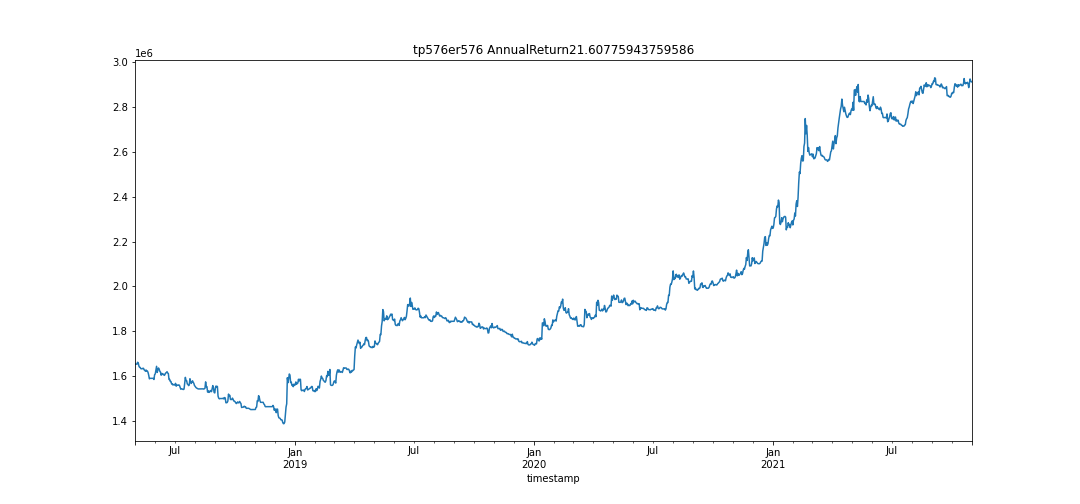 tp576er576 AnnualReturn21.60775943759586
1e6
3.0
2.8
2.6
2.4
2.2
2.0
1.8
1.6
1.4
Jul Jan Jul Jan Jul Jan Jul
2019 2020 2021
timestamp